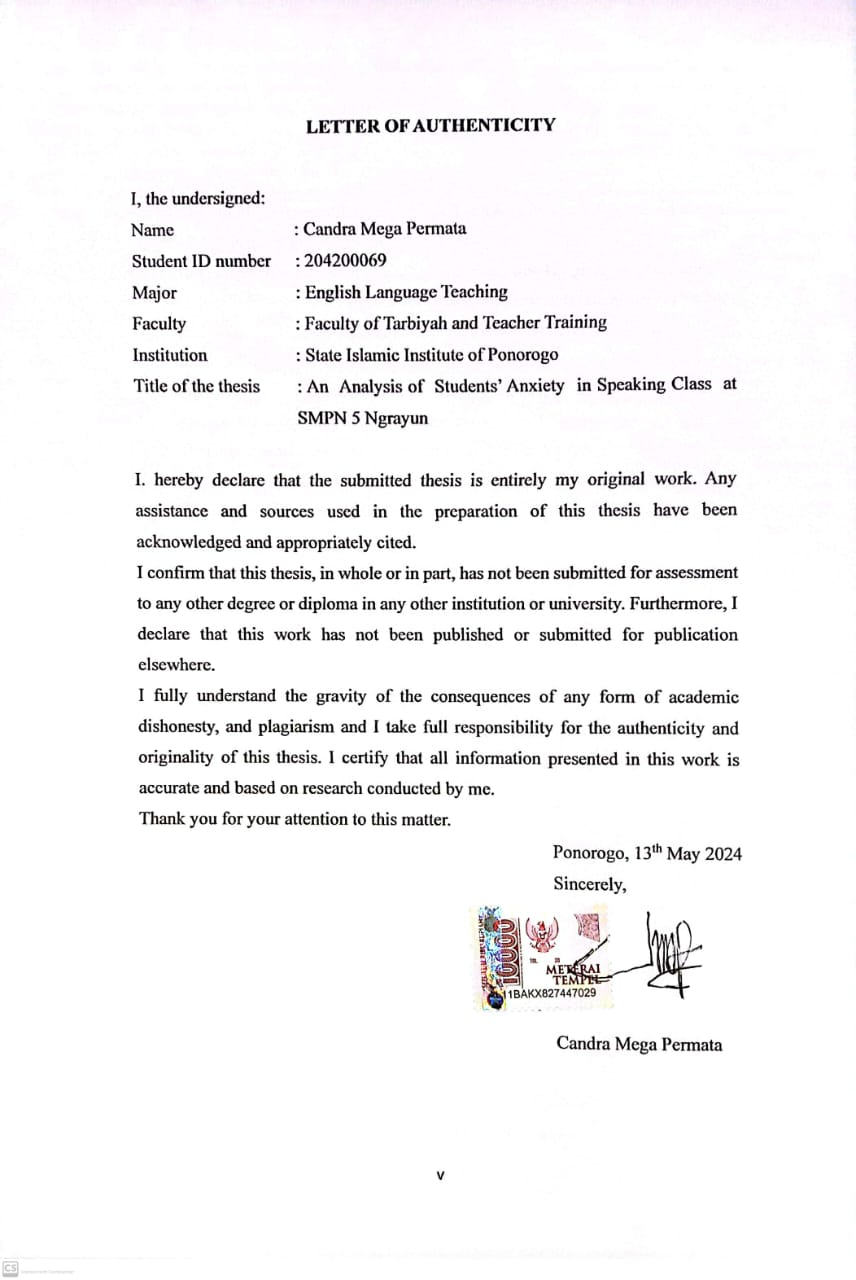 LETTER OF AUTHENTICITY
I, the undersigned:
Name : Candra Mega Permata
Student ID number : 204200069
Major : English Language Teaching
Faculty : Faculty of Tarbiyah and Teacher Training
Institution : State Islamic Institute of Ponorogo
Title of the thesis : An Analysis of Students' Anxiety in Speaking Class at
SMPN 5 Ngrayun
I. hereby declare that the submitted thesis is entirely my original work. Any
assistance and sources used in the preparation of this thesis have been
acknowledged and appropriately cited.
I confirm that this thesis, in whole or in part, has not been submitted for assessment
to any other degree or diploma in any other institution or university. Furthermore, I
declare that this work has not been published or submitted for publication
elsewhere.
I fully understand the gravity of the consequences of any form of academic
dishonesty, and plagiarism and I take full responsibility for the authenticity and
originality of this thesis. I certify that all information presented in this work is
accurate and based on research conducted by me.
Thank you for your attention to this matter.
Ponorogo, 13th May 2024
Sincerely,
10000
METERAI
TEMPEL
11BAKX827447029
Candra Mega Permata
v
CS